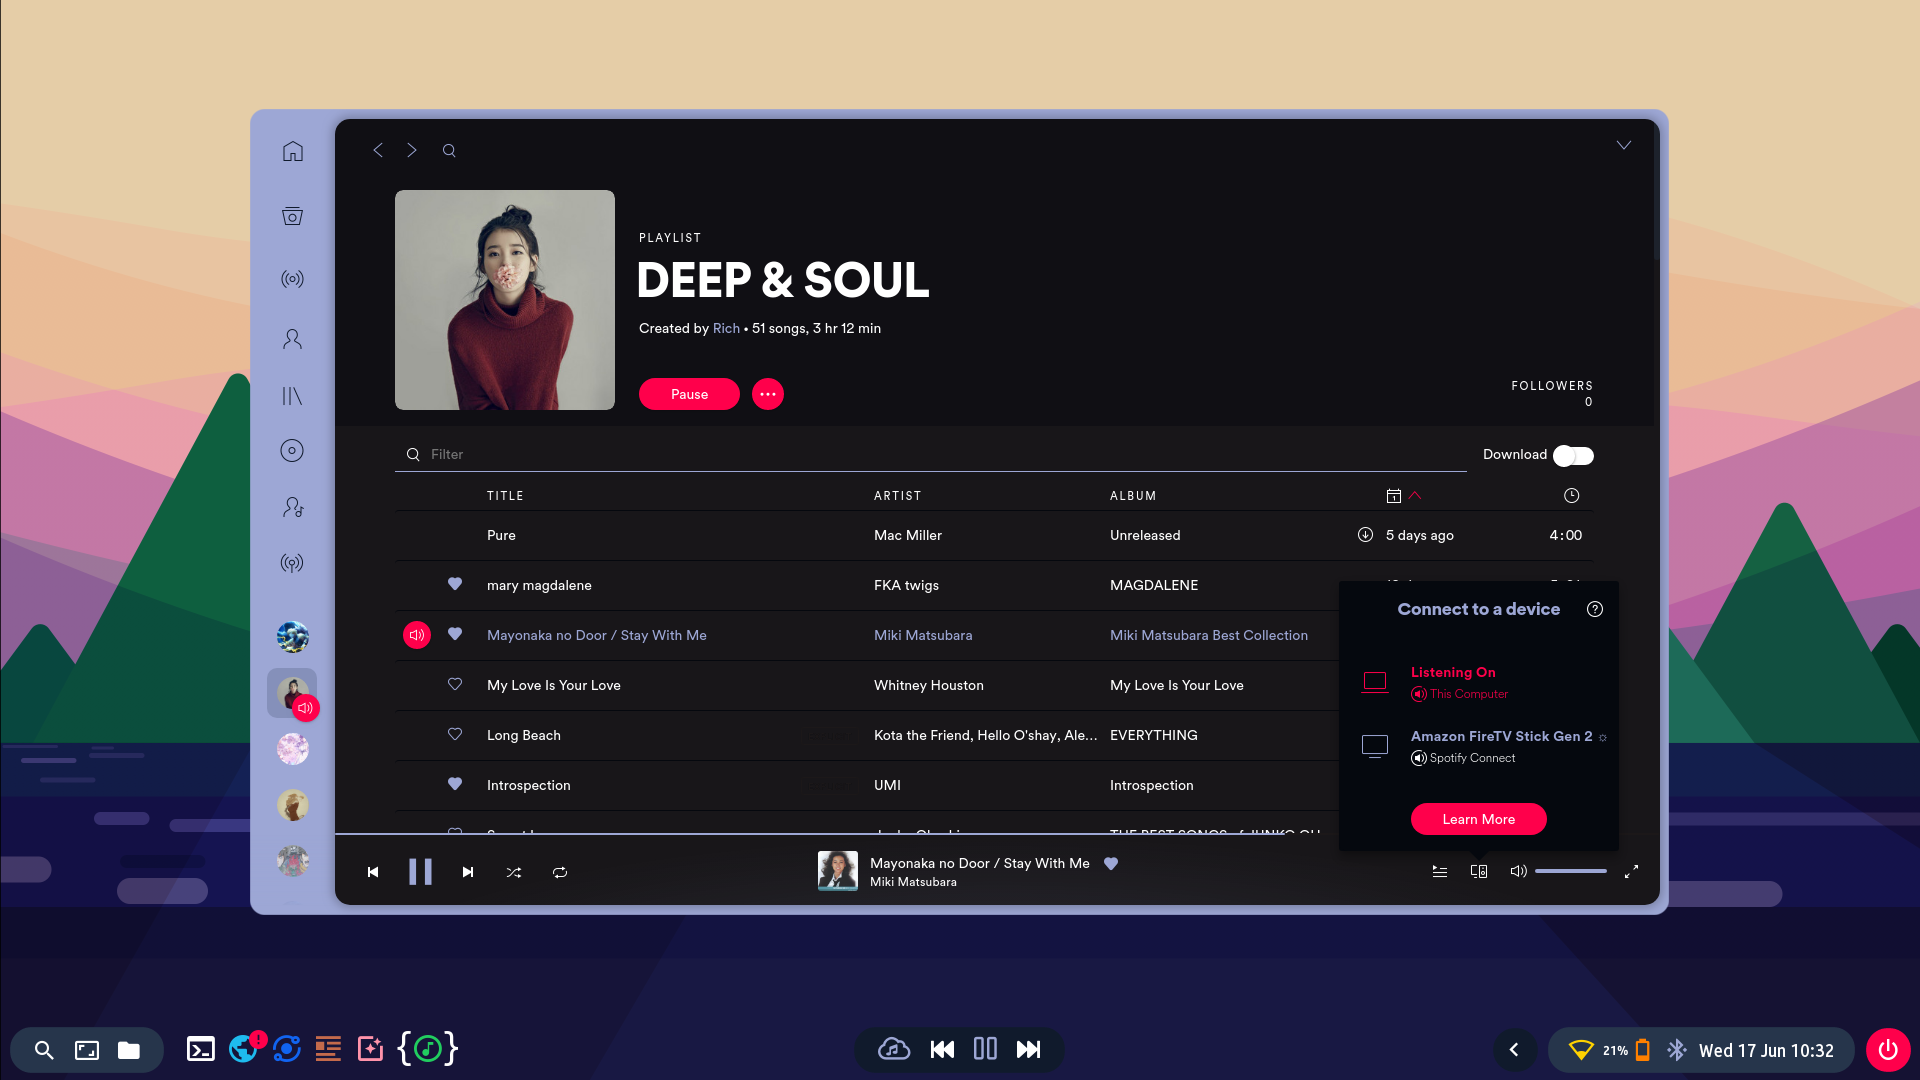 PLAYLIST
DEEP & SOUL
Created by Rich • 51 songs, 3 hr 12 min
Pause
FOLLOWERS
0
Filter
Download
TITLE ARTIST ALBUM
Pure Mac Miller Unreleased 5 days ago 4:00
mary magdalene FKA twigs MAGDALENE
Mayonaka no Door / Stay With Me Miki Matsubara Miki Matsubara Best Collection
My Love Is Your Love Whitney Houston My Love Is Your Love
Long Beach Kota the Friend, Hello O'shay, Ale... EVERYTHING
Introspection UMI Introspection
Connect to a device
Listening On
This Computer
Amazon FireTV Stick Gen 2
Spotify Connect
Learn More
Mayonaka no Door / Stay With Me
Miki Matsubara
21% Wed 17 Jun 10:32